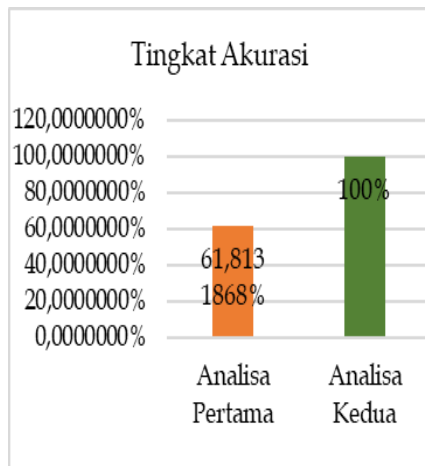 Tingkat Akurasi
120,0000000%
100,0000000%
80,0000000%
60,0000000%
40,0000000%
20,0000000%
0,0000000%
61,813
1868%
100%
Analisa
Pertama
Analisa
Kedua